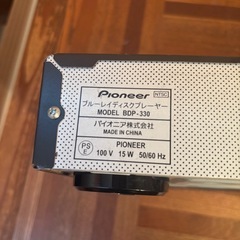 Pioneer
NTSC
ブルーレイディスクプレーヤー
MODEL BDP-330
パイオニア株式会社
MADE IN CHINA
PS
E
PIONEER
100 V 15 W 50/60 Hz